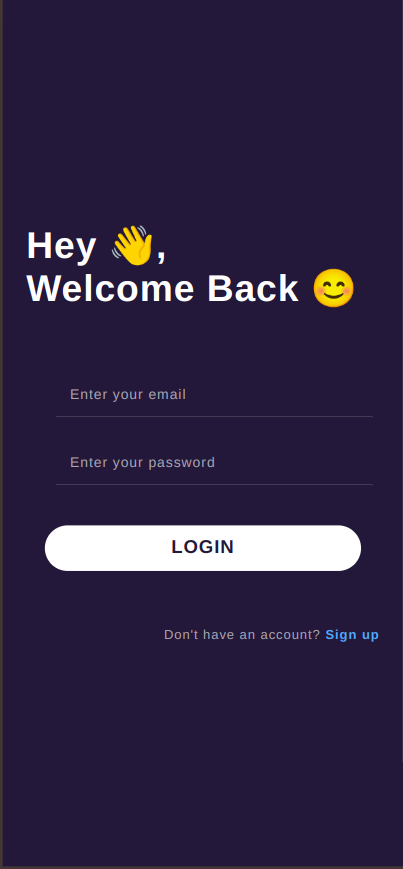 Hey 👋,
Welcome Back 😊
Enter your email
Enter your password
LOGIN
Don't have an account? Sign up